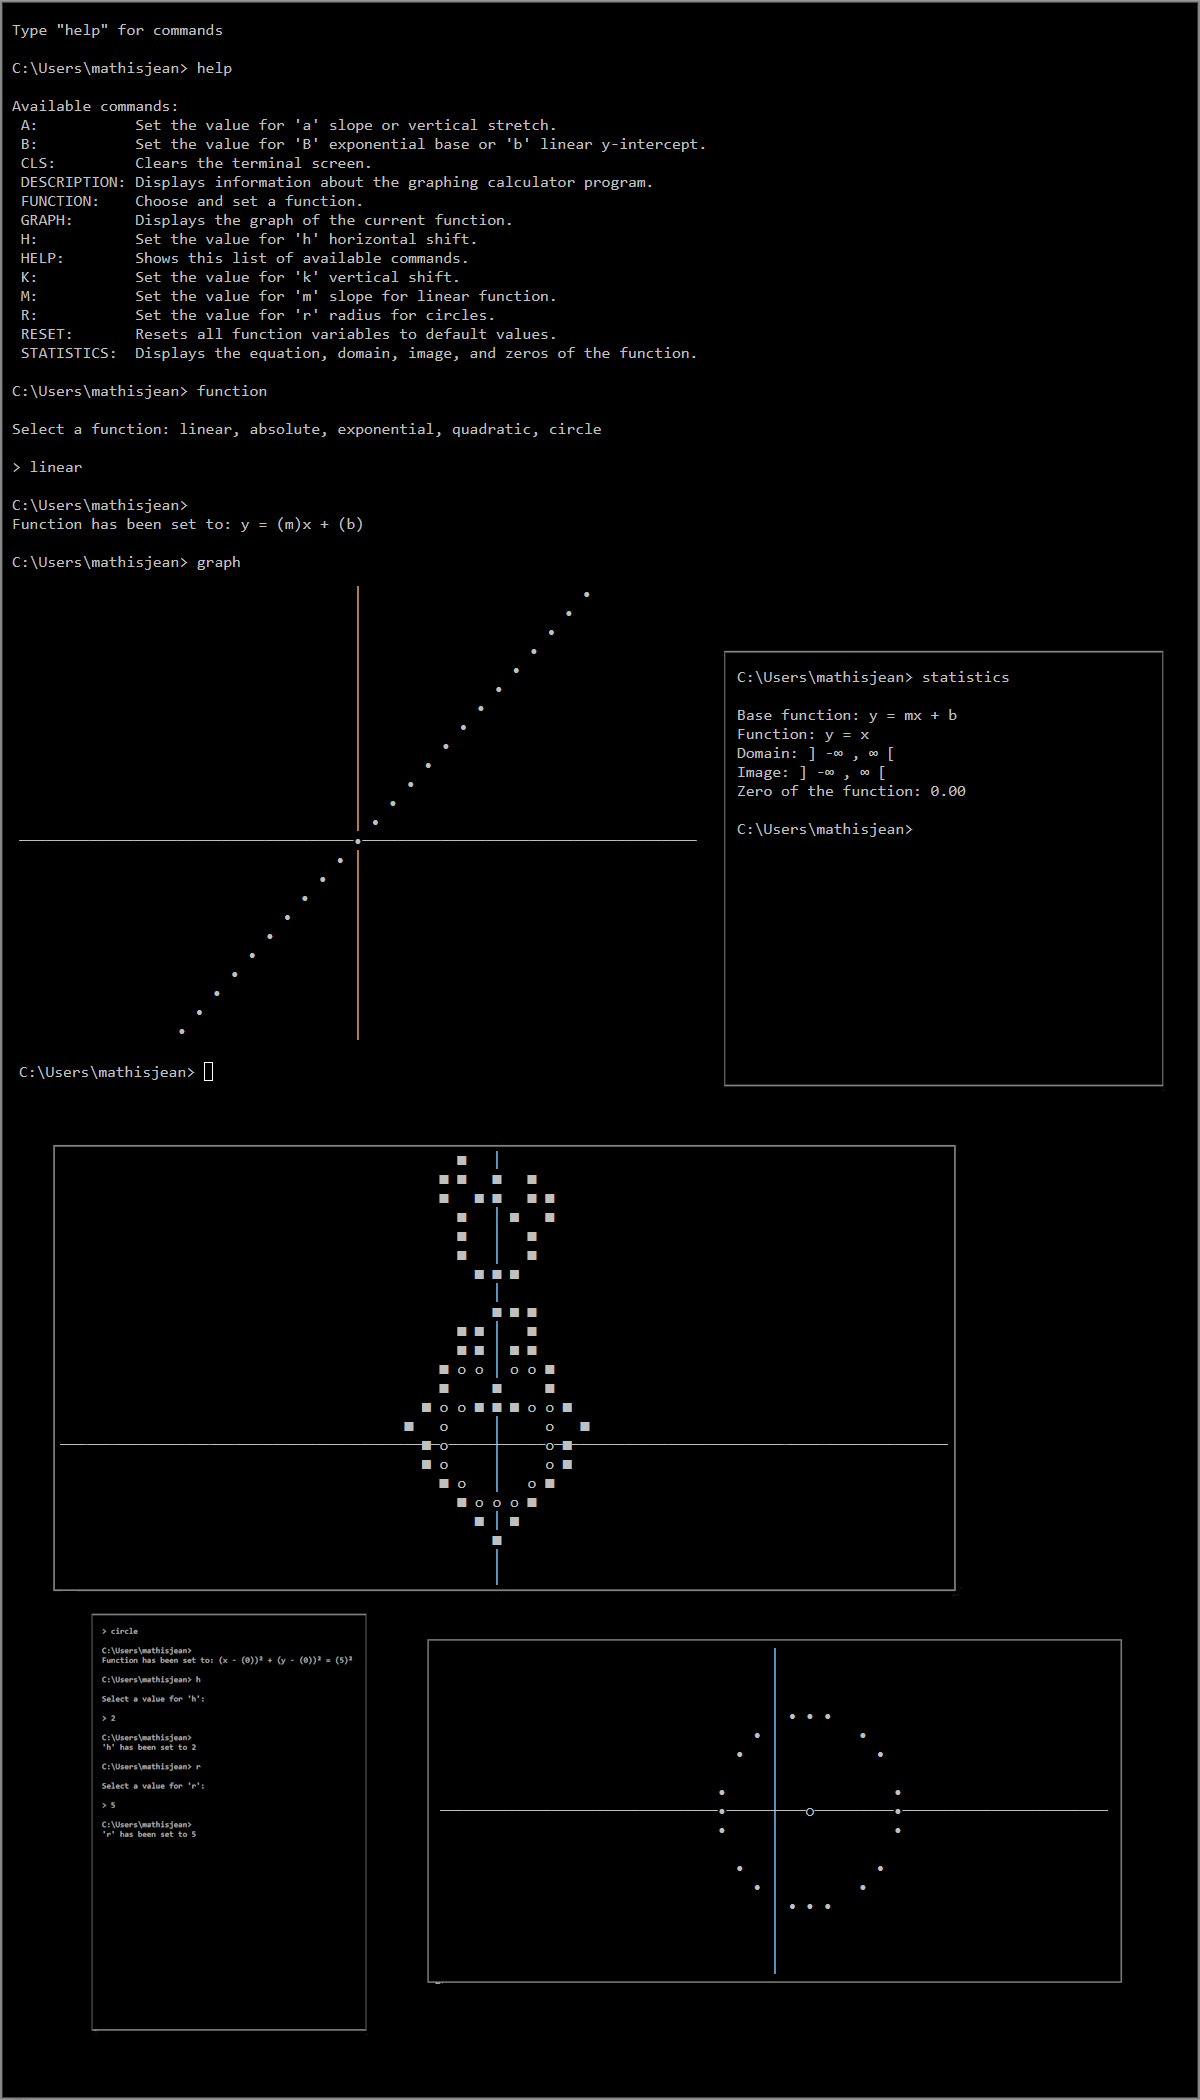 Type "help" for commands
C:\Users\mathisjean> help
Available commands:
A: Set the value for 'a' slope or vertical stretch.
B: Set the value for 'B' exponential base or 'b' linear y-intercept.
CLS: Clears the terminal screen.
DESCRIPTION: Displays information about the graphing calculator program.
FUNCTION: Choose and set a function.
GRAPH: Displays the graph of the current function.
H: Set the value for 'h' horizontal shift.
HELP: Shows this list of available commands.
K: Set the value for 'k' vertical shift.
M: Set the value for 'm' slope for linear function.
R: Set the value for 'r' radius for circles.
RESET: Resets all function variables to default values.
STATISTICS: Displays the equation, domain, image, and zeros of the function.
C:\Users\mathisjean> function
Select a function: linear, absolute, exponential, quadratic, circle
> linear
C:\Users\mathisjean>
Function has been set to: y = (m)x + (b)
C:\Users\mathisjean> graph
C:\Users\mathisjean> statistics
Base function: y = mx + b
Function: y = x
Domain: ] -∞ , ∞ [
Image: ] -∞ , ∞ [
Zero of the function: 0.00
C:\Users\mathisjean>
C:\Users\mathisjean>
> circle
C:\Users\mathisjean>
Function has been set to: (x - (0))² + (y - (0))² = (5)²
C:\Users\mathisjean> h
Select a value for 'h':
> 2
C:\Users\mathisjean>
'h' has been set to 2
C:\Users\mathisjean> r
Select a value for 'r':
> 5
C:\Users\mathisjean>
'r' has been set to 5